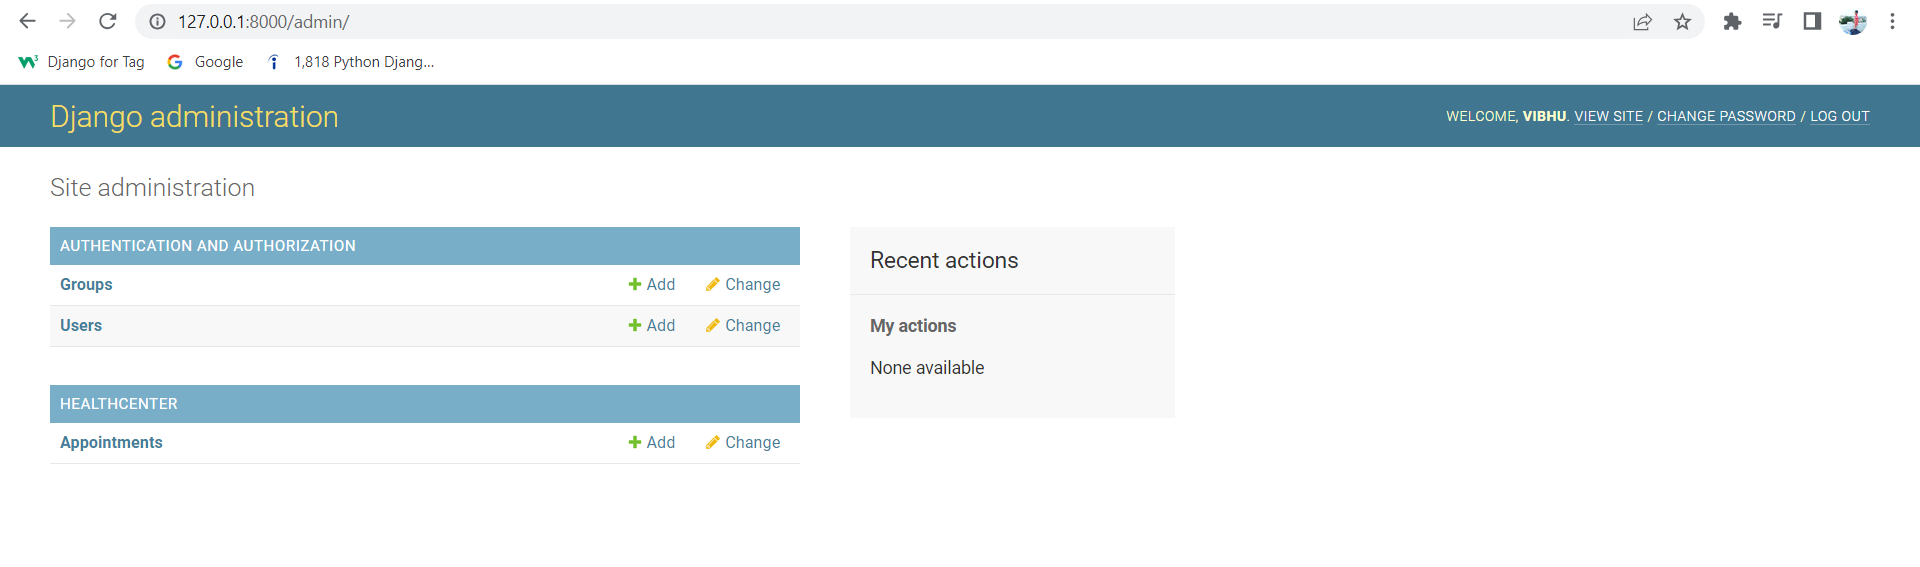 127.0.0.1:8000/admin/
Django for Tag Google 1,818 Python Djang...
Django administration
WELCOME, VIBHU. VIEW SITE / CHANGE PASSWORD / LOG OUT
Site administration
AUTHENTICATION AND AUTHORIZATION
Groups Add Change
Users Add Change
HEALTHCENTER
Appointments Add Change
Recent actions
My actions
None available